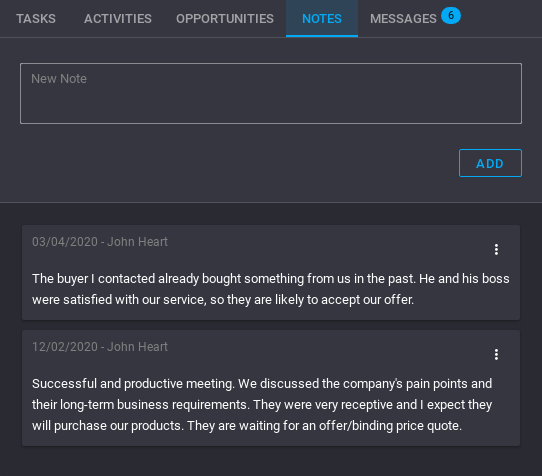 TASKS ACTIVITIES OPPORTUNITIES NOTES MESSAGES 6
New Note
ADD
03/04/2020 - John Heart
The buyer I contacted already bought something from us in the past. He and his boss
were satisfied with our service, so they are likely to accept our offer.
12/02/2020 - John Heart
Successful and productive meeting. We discussed the company's pain points and
their long-term business requirements. They were very receptive and I expect they
will purchase our products. They are waiting for an offer/binding price quote.